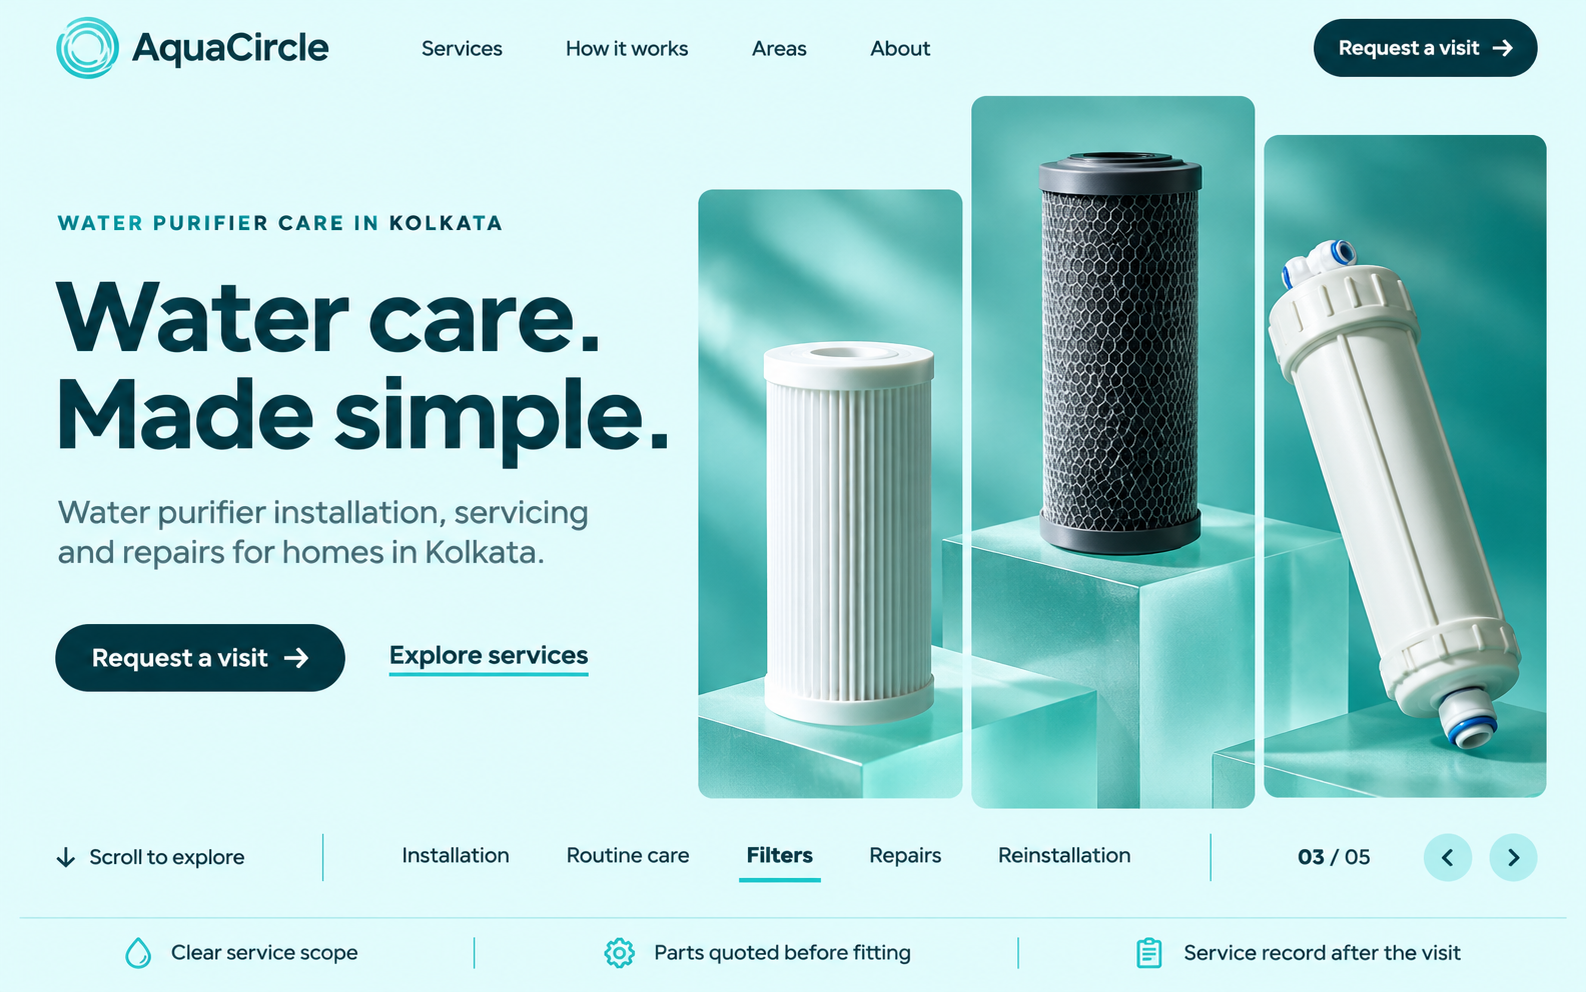 AquaCircle
Services
How it works
Areas
About
Request a visit
WATER PURIFIER CARE IN KOLKATA
Water care.
Made simple.
Water purifier installation, servicing
and repairs for homes in Kolkata.
Request a visit
Explore services
Scroll to explore
Installation
Routine care
Filters
Repairs
Reinstallation
03 / 05
Clear service scope
Parts quoted before fitting
Service record after the visit